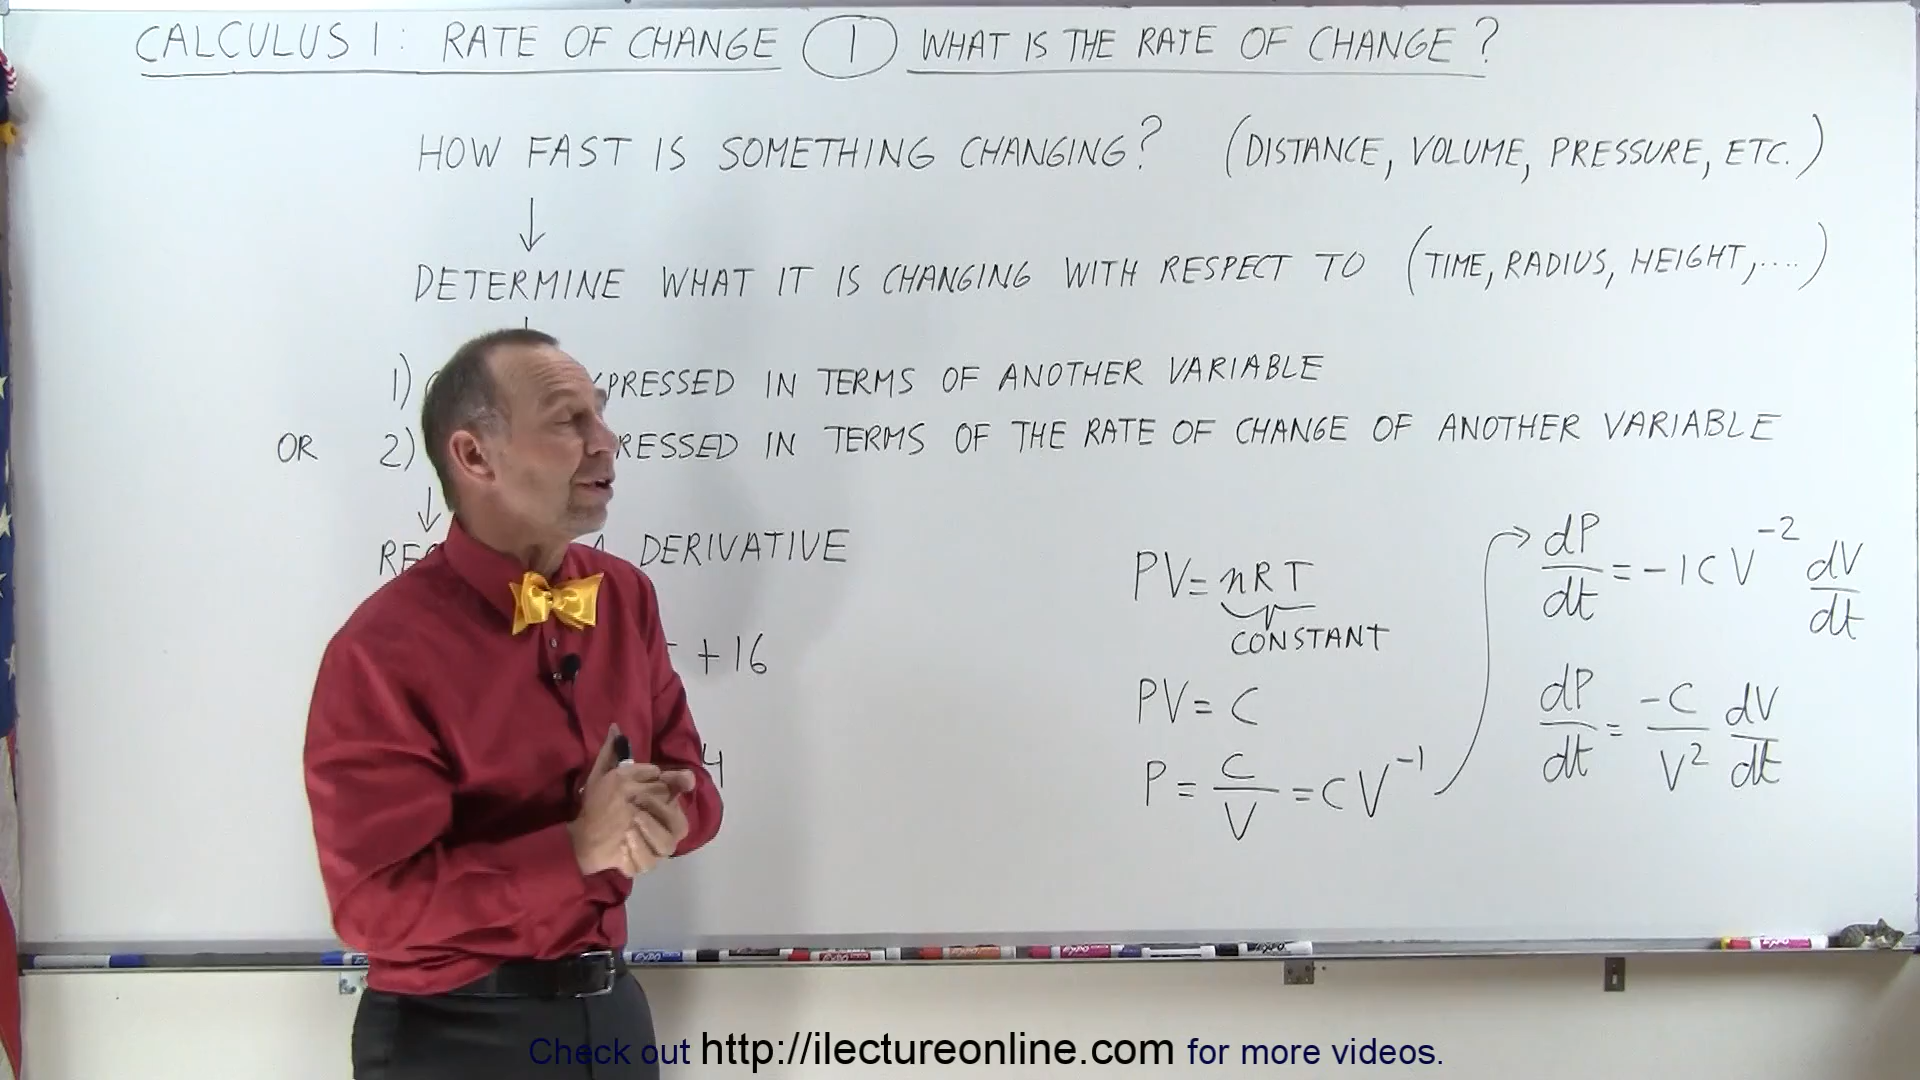 CALCULUS 1: RATE OF CHANGE 1 WHAT IS THE RATE OF CHANGE?
HOW FAST IS SOMETHING CHANGING? (DISTANCE, VOLUME, PRESSURE, ETC.)
↓
DETERMINE WHAT IT IS CHANGING WITH RESPECT TO (TIME, RADIUS, HEIGHT,....)
1) PRESSED IN TERMS OF ANOTHER VARIABLE
OR 2) RESSED IN TERMS OF THE RATE OF CHANGE OF ANOTHER VARIABLE
↓
DERIVATIVE
+16
4
PV = nRT
CONSTANT
PV = C
P = C/V = CV^-1
dP/dt = -1CV^-2 dV/dt
dP/dt = -C/V^2 dV/dt
Check out http://ilectureonline.com for more videos.